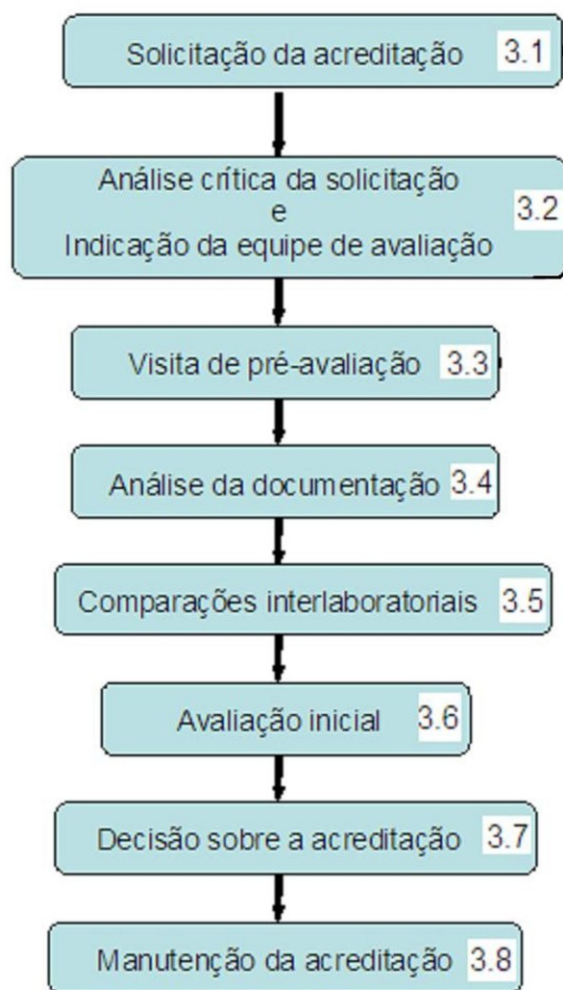 Solicitação da acreditação 3.1
Análise crítica da solicitação
e
Indicação da equipe de avaliação 3.2
Visita de pré-avaliação 3.3
Análise da documentação 3.4
Comparações interlaboratoriais 3.5
Avaliação inicial 3.6
Decisão sobre a acreditação 3.7
Manutenção da acreditação 3.8